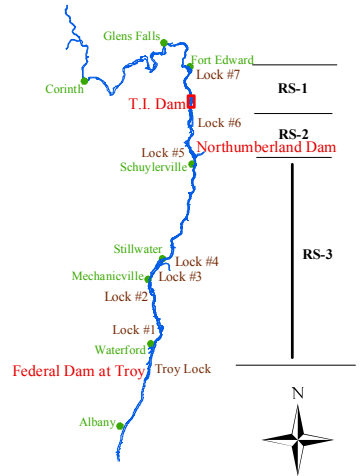 Glens Falls
Fort Edward
Lock #7
Corinth
RS-1
T.I. Dam
Lock #6
RS-2
Northumberland Dam
Lock #5
Schuylerville
Stillwater
RS-3
Lock #4
Mechanicville
Lock #3
Lock #2
Lock #1
Waterford
Federal Dam at Troy
Troy Lock
N
Albany